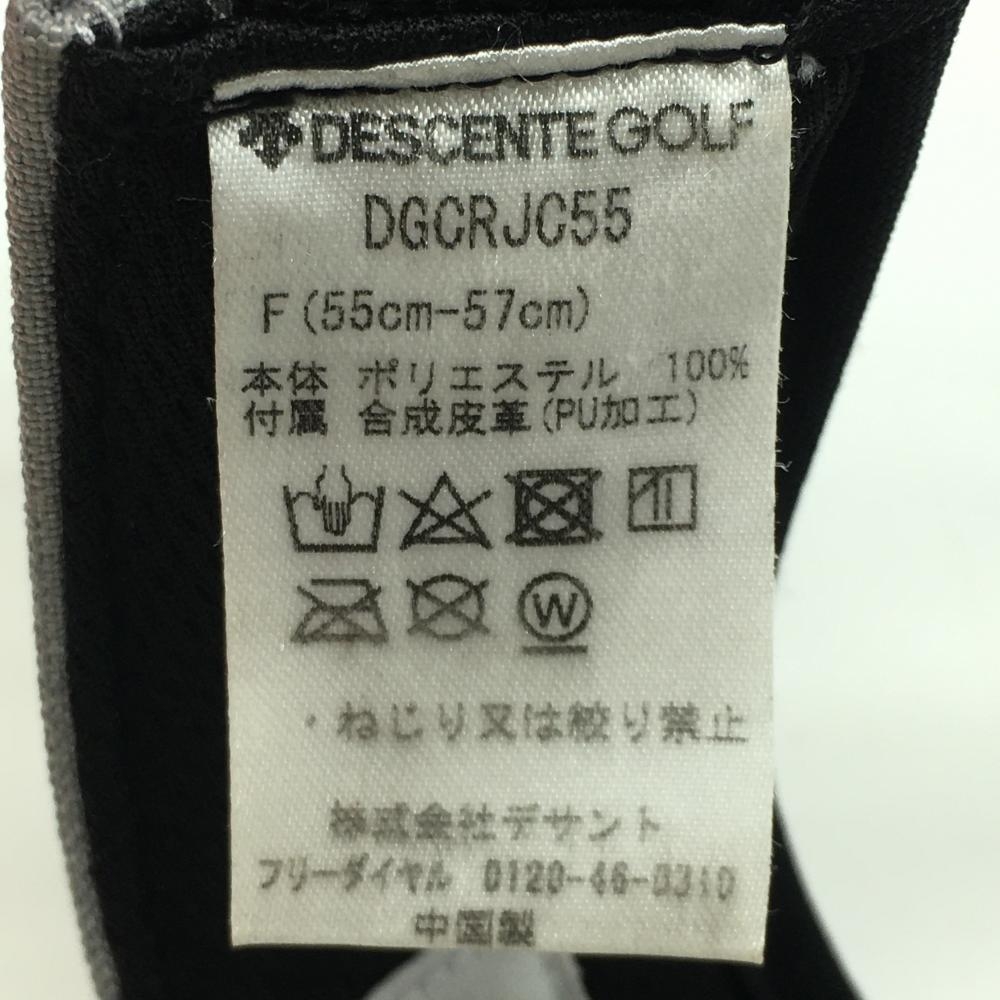 DESCENTE GOLF
DGCRJC55
F(55cm-57cm)
本体 ポリエステル 100%
付属 合成皮革(PU加工)
W
・ねじり又は絞り禁止
株式会社デサント
フリーダイヤル 0120-46-0310
中国製